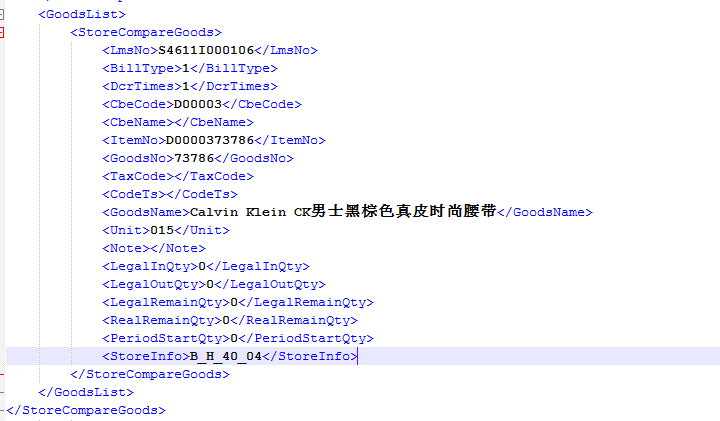 <GoodsList>
<StoreCompareGoods>
<LmsNo>S4611I000106</LmsNo>
<BillType>1</BillType>
<DcrTimes>1</DcrTimes>
<CbeCode>D00003</CbeCode>
<CbeName></CbeName>
<ItemNo>D0000373786</ItemNo>
<GoodsNo>73786</GoodsNo>
<TaxCode></TaxCode>
<CodeTs></CodeTs>
<GoodsName>Calvin Klein CK男士黑棕色真皮时尚腰带</GoodsName>
<Unit>015</Unit>
<Note></Note>
<LegalInQty>0</LegalInQty>
<LegalOutQty>0</LegalOutQty>
<LegalRemainQty>0</LegalRemainQty>
<RealRemainQty>0</RealRemainQty>
<PeriodStartQty>0</PeriodStartQty>
<StoreInfo>B_H_40_04</StoreInfo>
</StoreCompareGoods>
</GoodsList>
</StoreCompareGoods>